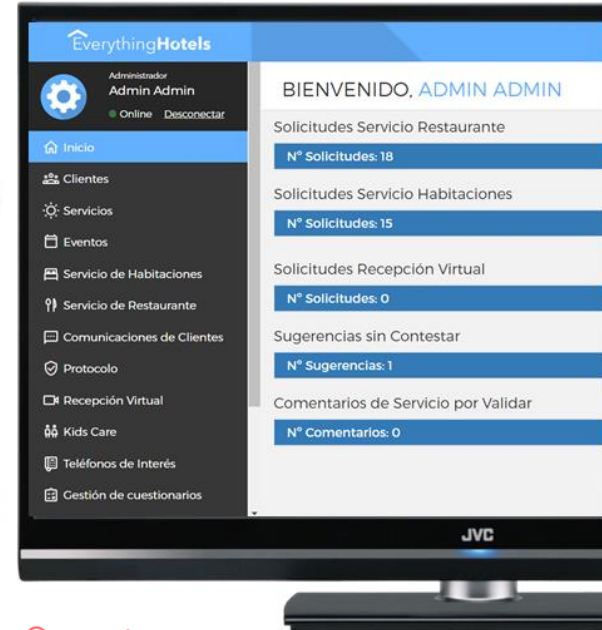 EverythingHotels
Administrador
Admin Admin
Online Desconectar
Inicio
Clientes
Servicios
Eventos
Servicio de Habitaciones
Servicio de Restaurante
Comunicaciones de Clientes
Protocolo
Recepción Virtual
Kids Care
Teléfonos de Interés
Gestión de cuestionarios
BIENVENIDO, ADMIN ADMIN
Solicitudes Servicio Restaurante
Nº Solicitudes: 18
Solicitudes Servicio Habitaciones
Nº Solicitudes: 15
Solicitudes Recepción Virtual
Nº Solicitudes: 0
Sugerencias sin Contestar
Nº Sugerencias: 1
Comentarios de Servicio por Validar
Nº Comentarios: 0
JVC